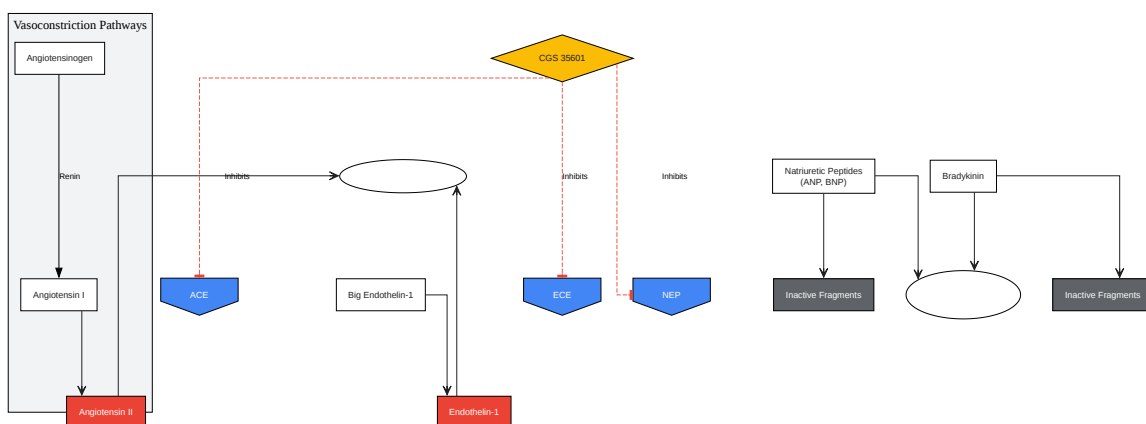 Vasoconstriction Pathways
Angiotensinogen
CGS 35601
Renin
Inhibits
Inhibits
Inhibits
Natriuretic Peptides
(ANP, BNP)
Bradykinin
Angiotensin I
ACE
Big Endothelin-1
ECE
NEP
Inactive Fragments
Inactive Fragments
Angiotensin II
Endothelin-1